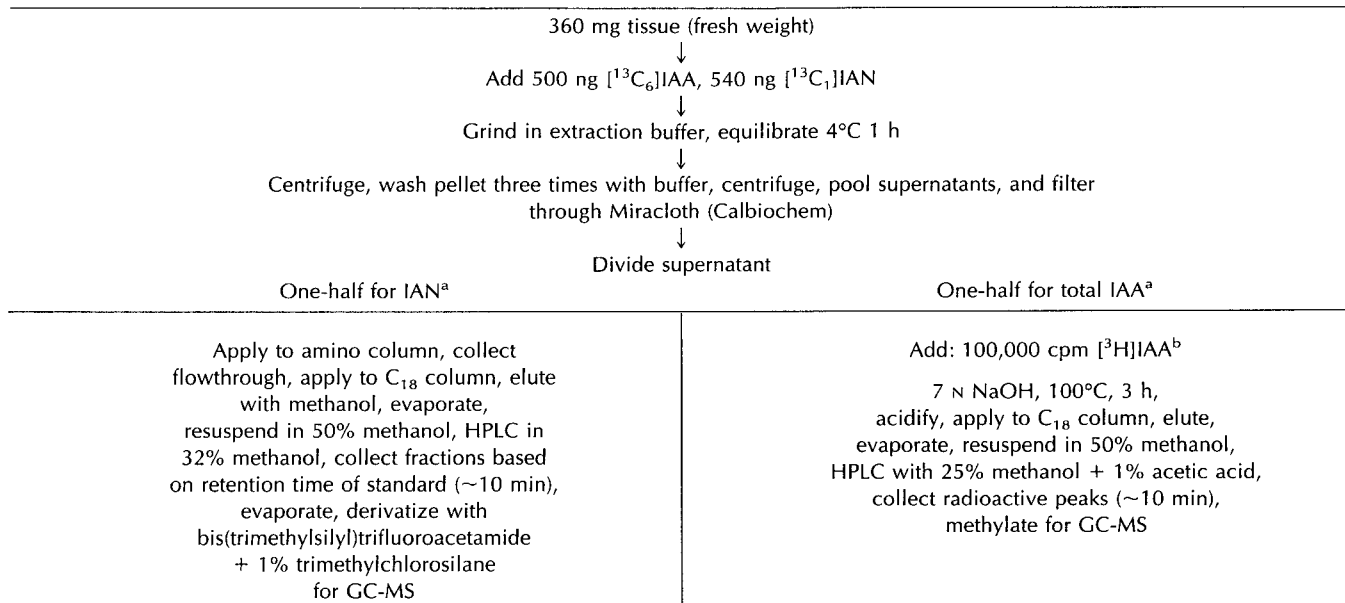 360 mg tissue (fresh weight)
↓
Add 500 ng [¹³C₆]IAA, 540 ng [¹³C₁]IAN
↓
Grind in extraction buffer, equilibrate 4°C 1 h
↓
Centrifuge, wash pellet three times with buffer, centrifuge, pool supernatants, and filter
through Miracloth (Calbiochem)
↓
Divide supernatant
One-half for IANᵃ
Apply to amino column, collect
flowthrough, apply to C₁₈ column, elute
with methanol, evaporate,
resuspend in 50% methanol, HPLC in
32% methanol, collect fractions based
on retention time of standard (~10 min),
evaporate, derivatize with
bis(trimethylsilyl)trifluoroacetamide
+ 1% trimethylchlorosilane
for GC-MS
One-half for total IAAᵃ
Add: 100,000 cpm [³H]IAAᵇ
7 N NaOH, 100°C, 3 h,
acidify, apply to C₁₈ column, elute,
evaporate, resuspend in 50% methanol,
HPLC with 25% methanol + 1% acetic acid,
collect radioactive peaks (~10 min),
methylate for GC-MS